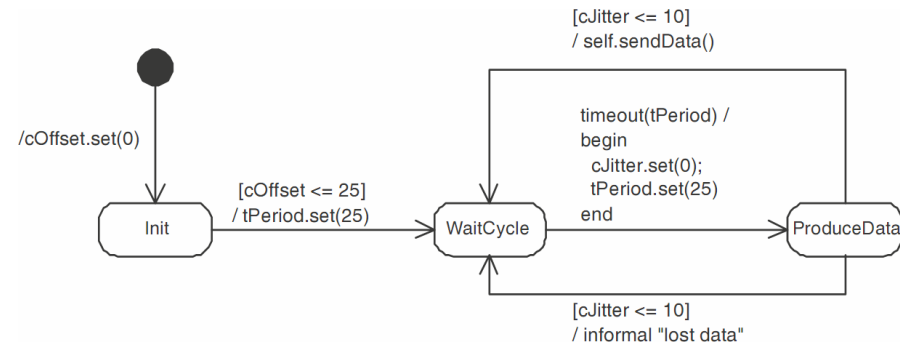 [cJitter <= 10]
/ self.sendData()
/cOffset.set(0)
timeout(tPeriod) /
begin
cJitter.set(0);
tPeriod.set(25)
end
[cOffset <= 25]
/ tPeriod.set(25)
Init
WaitCycle
ProduceData
[cJitter <= 10]
/ informal "lost data"